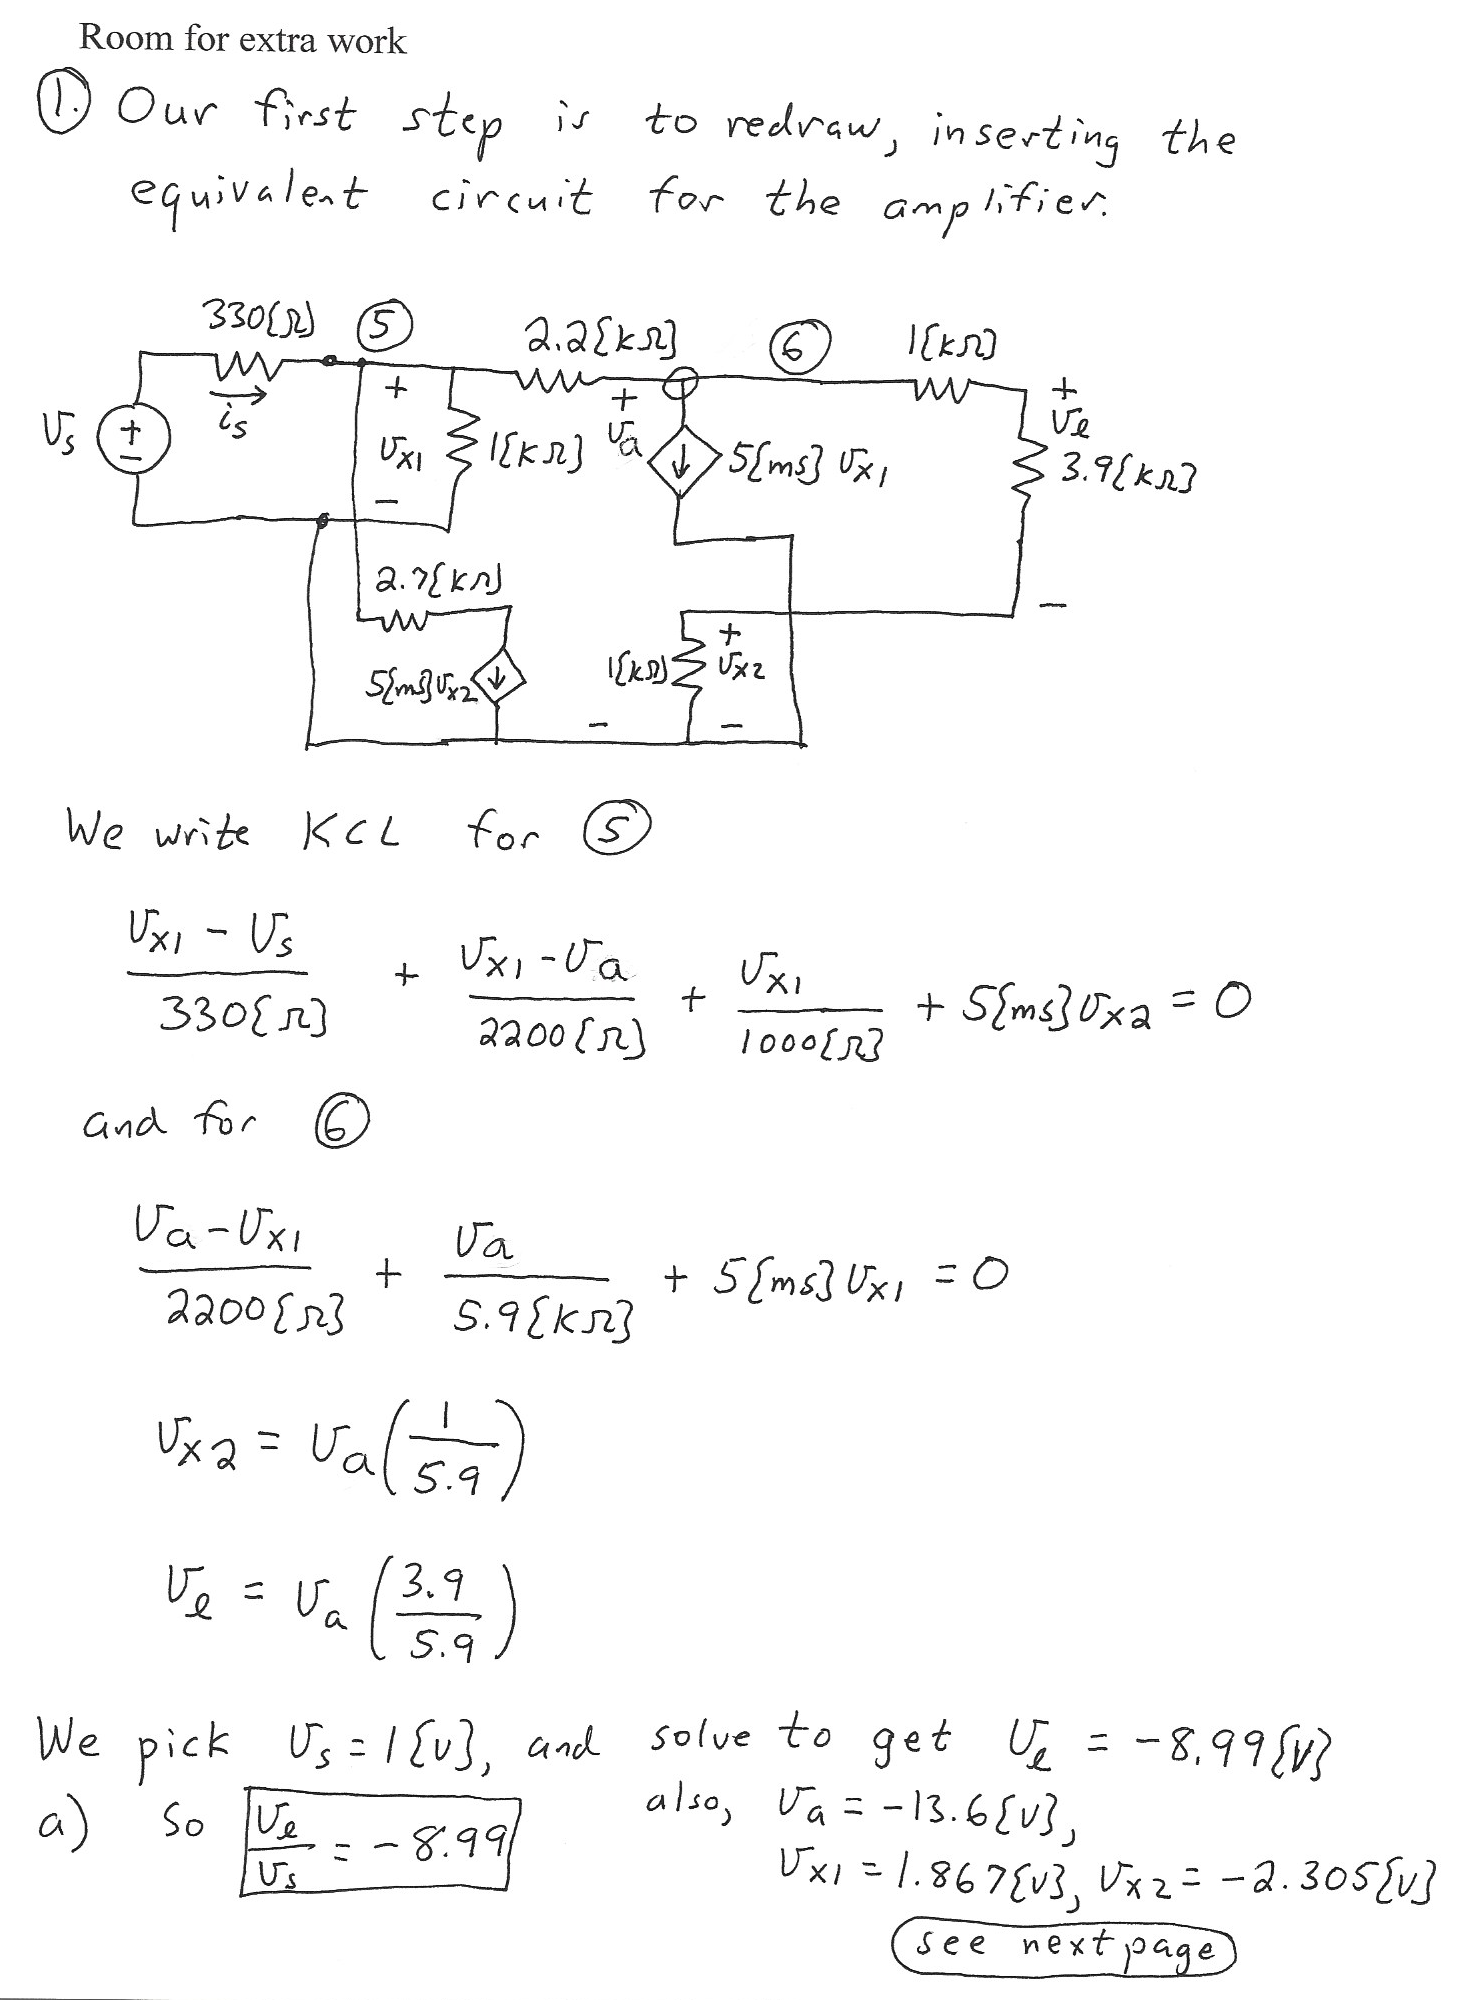 Room for extra work
1. Our first step is to redraw, inserting the
equivalent circuit for the amplifier.
330[Ω] 5 2.2[kΩ] 6 1[kΩ]
vs + - is + vx1 - 1[kΩ] + va 5[mS] vx1 + ve 3.9[kΩ]
2.7[kΩ] -
5[mS] vx2 1[kΩ] + vx2
- -
We write KCL for 5
(vx1 - vs)/330[Ω] + (vx1 - va)/2200[Ω] + vx1/1000[Ω] + 5[mS] vx2 = 0
and for 6
(va - vx1)/2200[Ω] + va/5.9[kΩ] + 5[mS] vx1 = 0
vx2 = va (1/5.9)
ve = va (3.9/5.9)
We pick vs = 1[V], and solve to get ve = -8.99[V]
a) So ve/vs = -8.99 also, va = -13.6[V],
vx1 = 1.867[V], vx2 = -2.305[V]
see next page